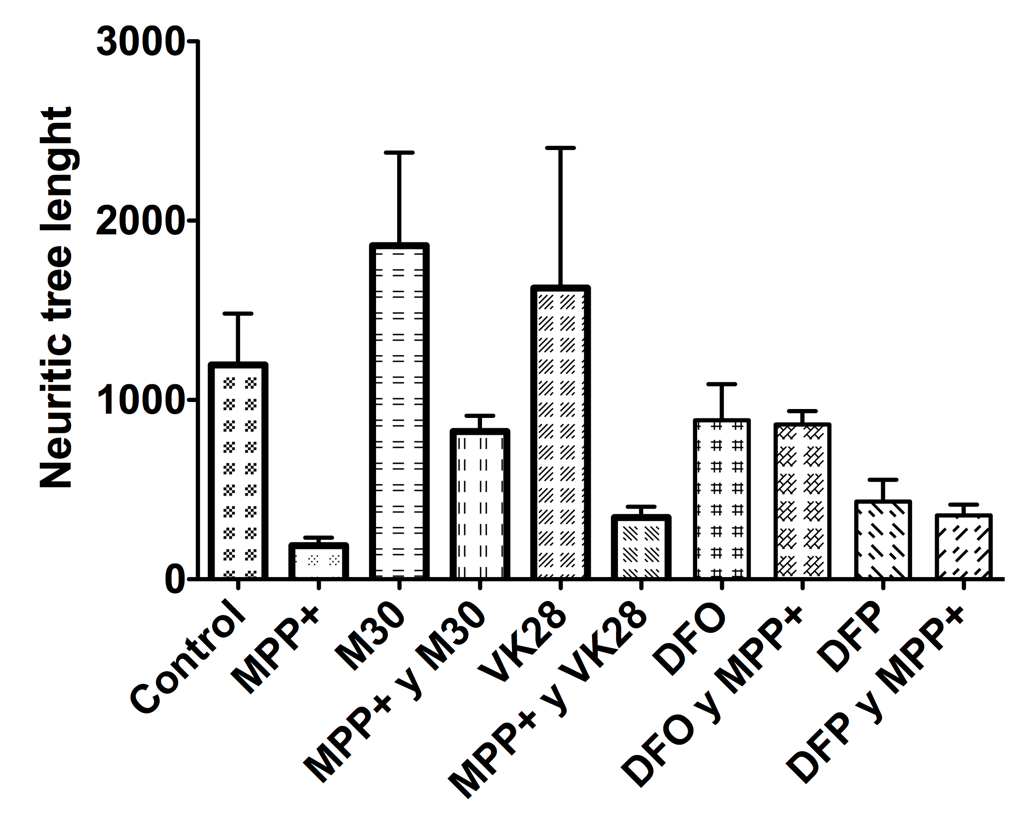 Neuritic tree lenght
3000
2000
1000
0
Control
MPP+
M30
MPP+ y M30
VK28
MPP+ y VK28
DFO
DFO y MPP+
DFP
DFP y MPP+